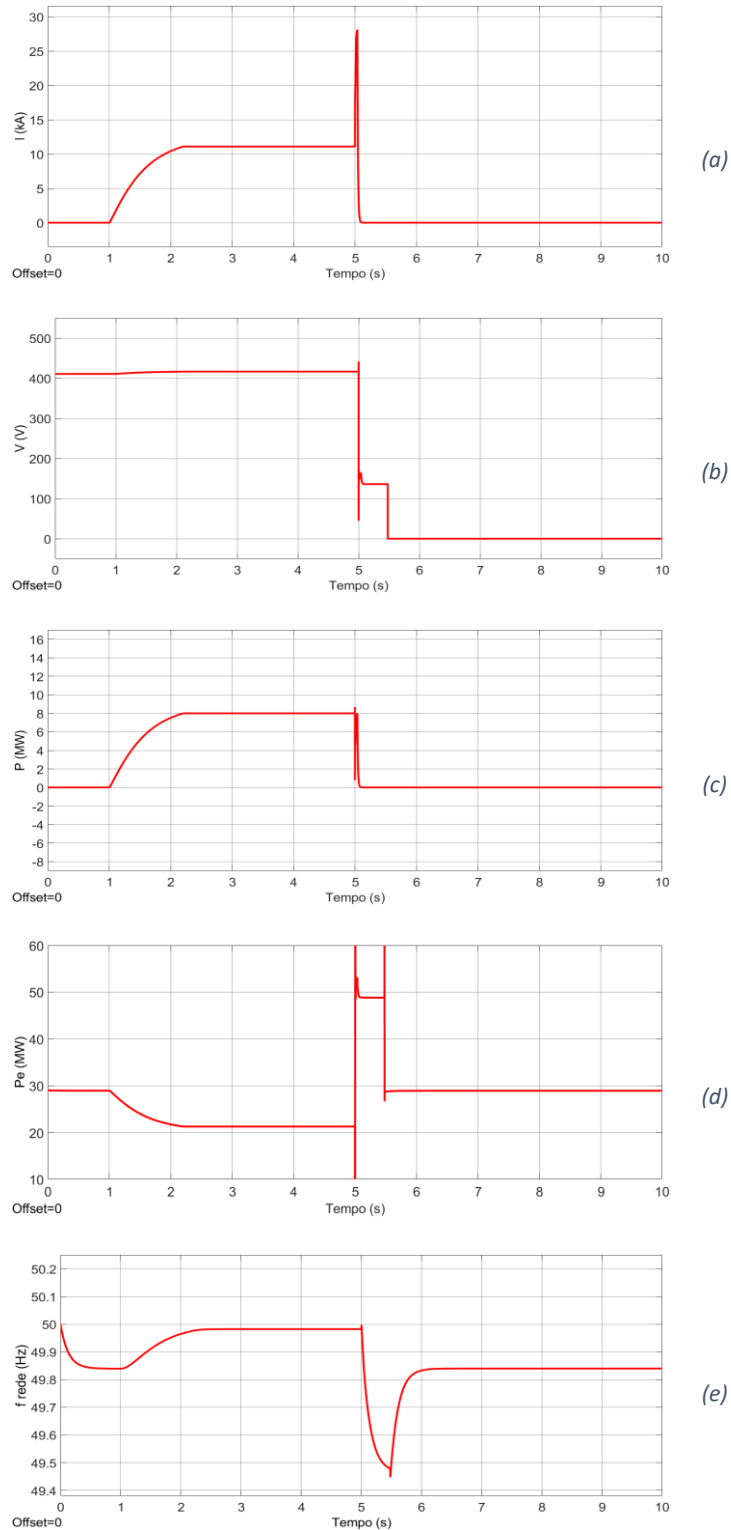 30
25
20
15
10
5
0
I (kA)
0 1 2 3 4 5 6 7 8 9 10
Offset=0
Tempo (s)
(a)
500
400
300
200
100
0
V (V)
0 1 2 3 4 5 6 7 8 9 10
Offset=0
Tempo (s)
(b)
16
14
12
10
8
6
4
2
0
-2
-4
-6
-8
P (MW)
0 1 2 3 4 5 6 7 8 9 10
Offset=0
Tempo (s)
(c)
60
50
40
30
20
10
Pe (MW)
0 1 2 3 4 5 6 7 8 9 10
Offset=0
Tempo (s)
(d)
50.2
50.1
50
49.9
49.8
49.7
49.6
49.5
49.4
f rede (Hz)
0 1 2 3 4 5 6 7 8 9 10
Offset=0
Tempo (s)
(e)